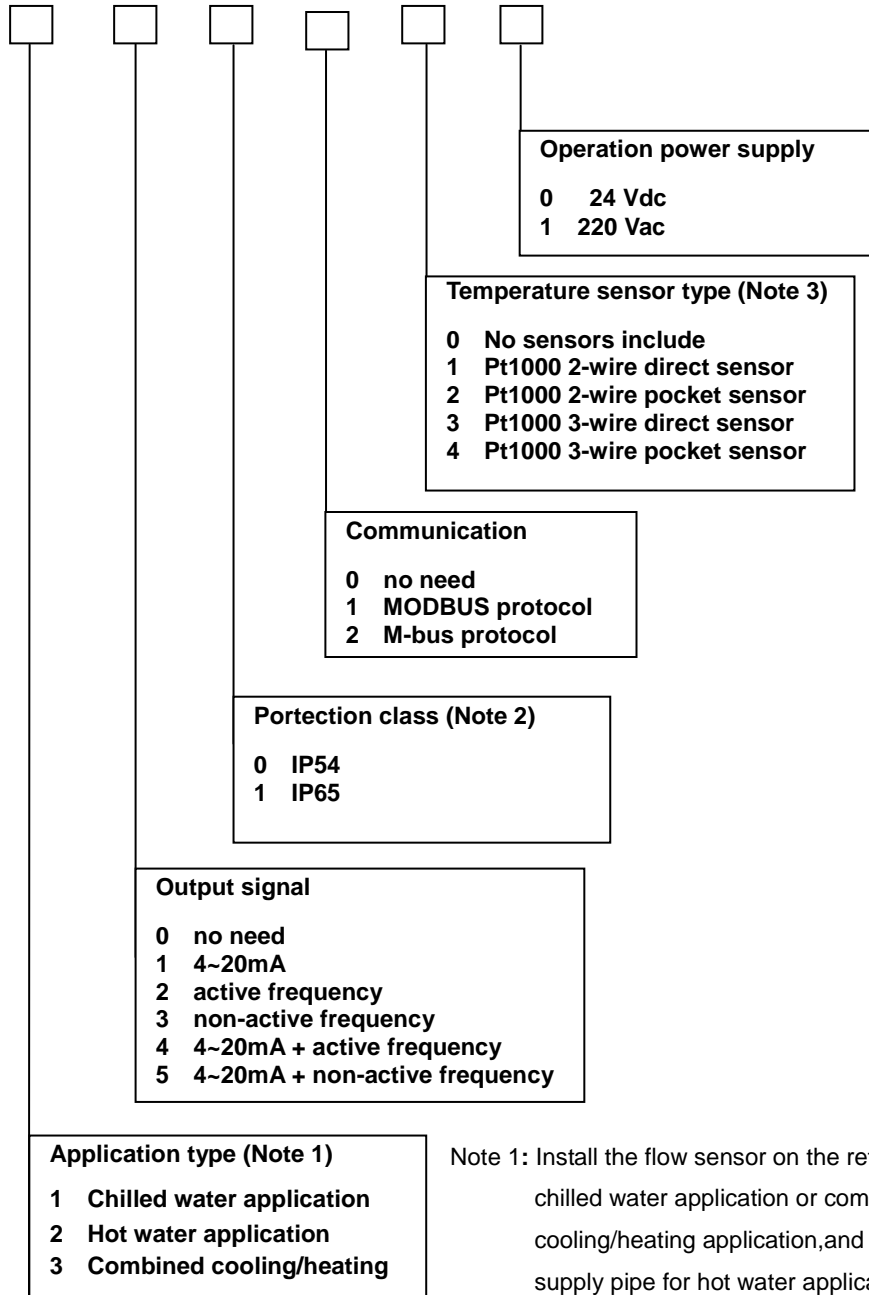 Operation power supply
0 24 Vdc
1 220 Vac
Temperature sensor type (Note 3)
0 No sensors include
1 Pt1000 2-wire direct sensor
2 Pt1000 2-wire pocket sensor
3 Pt1000 3-wire direct sensor
4 Pt1000 3-wire pocket sensor
Communication
0 no need
1 MODBUS protocol
2 M-bus protocol
Portection class (Note 2)
0 IP54
1 IP65
Output signal
0 no need
1 4~20mA
2 active frequency
3 non-active frequency
4 4~20mA + active frequency
5 4~20mA + non-active frequency
Application type (Note 1)
1 Chilled water application
2 Hot water application
3 Combined cooling/heating
Note 1: Install the flow sensor on the
chilled water application or
cooling/heating application,and
supply pipe for hot water